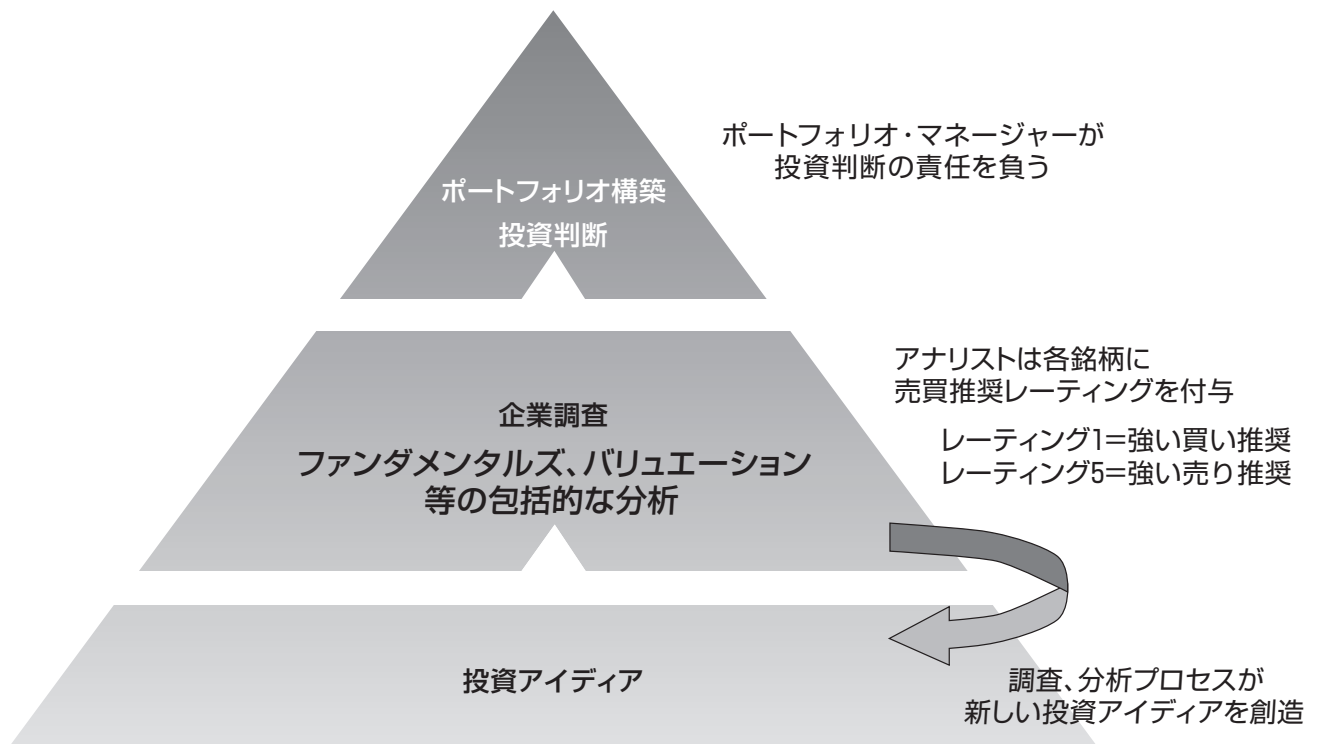 ポートフォリオ・マネージャーが
投資判断の責任を負う
ポートフォリオ構築
投資判断
アナリストは各銘柄に
売買推奨レーティングを付与
レーティング1=強い買い推奨
レーティング5=強い売り推奨
企業調査
ファンダメンタルズ、バリュエーション
等の包括的な分析
投資アイディア
調査、分析プロセスが
新しい投資アイディアを創造